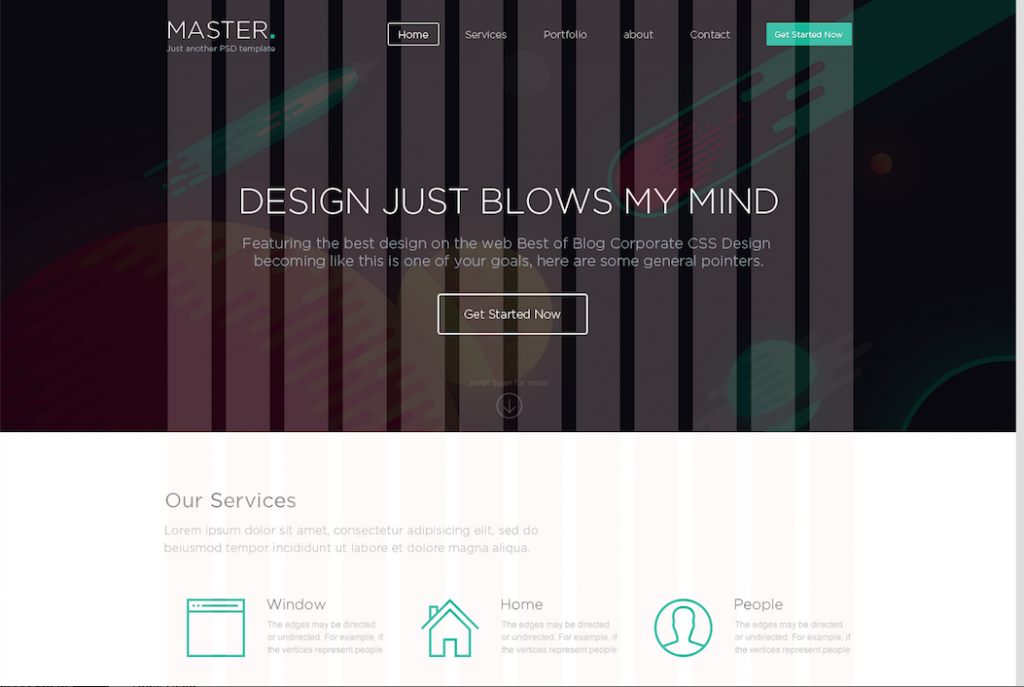 MASTER.
Just another PSD template
Home Services Portfolio about Contact Get Started Now
DESIGN JUST BLOWS MY MIND
Featuring the best design on the web Best of Blog Corporate CSS Design
becoming like this is one of your goals, here are some general pointers.
Get Started Now
scroll down for more
Our Services
Lorem ipsum dolor sit amet, consectetur adipisicing elit, sed do
beiusmod tempor incididunt ut labore et dolore magna aliqua.
Window
The edges may be directed
or undirected. For example, if
the vertices represent people
Home
The edges may be directed
or undirected. For example, if
the vertices represent people
People
The edges may be directed
or undirected. For example, if
the vertices represent people